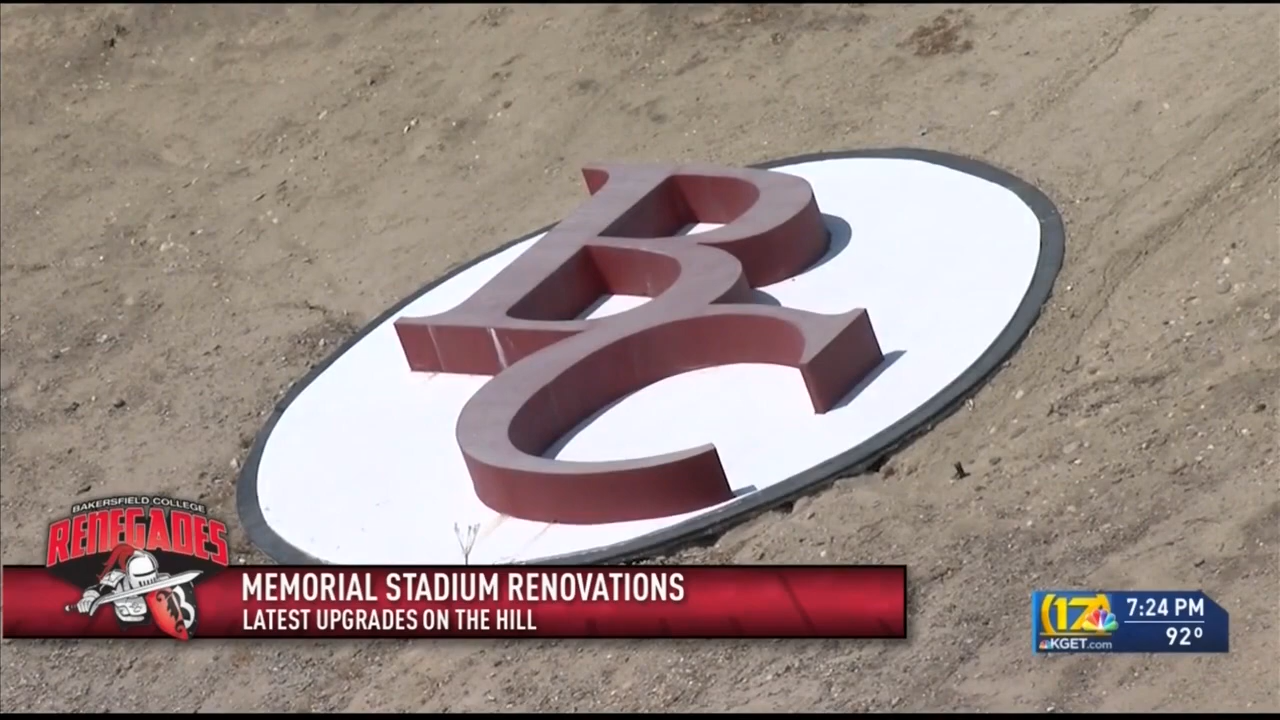 BC
BAKERSFIELD COLLEGE
RENEGADES
MEMORIAL STADIUM RENOVATIONS
LATEST UPGRADES ON THE HILL
17
KGET.com
7:24 PM
92°